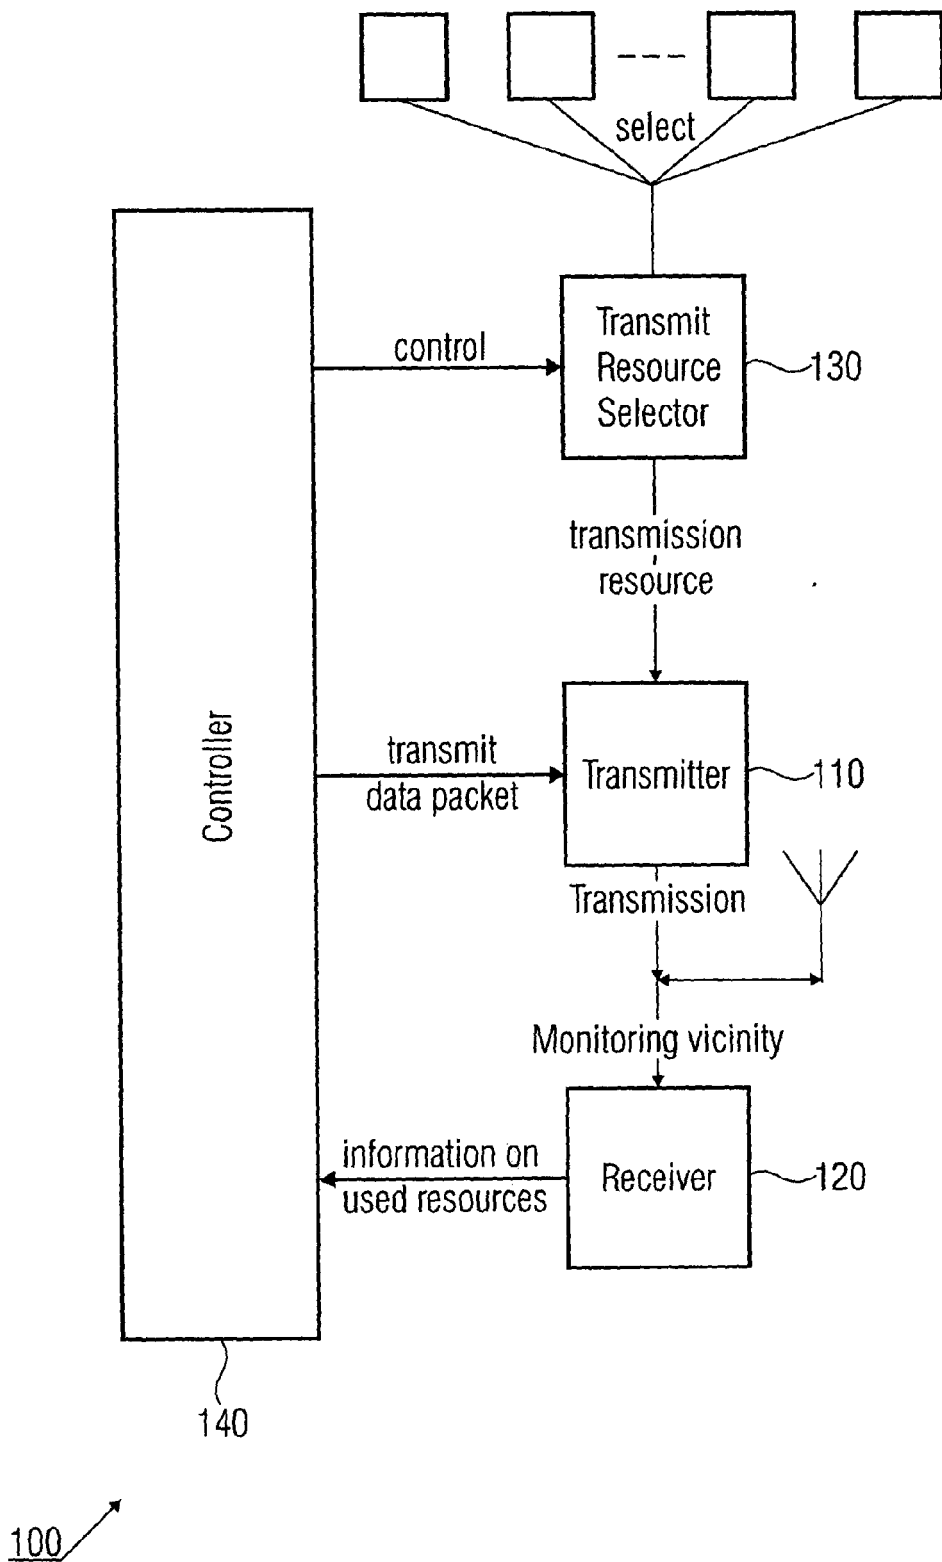 select
control
Transmit
Resource
Selector
130
transmission
resource
Controller
transmit
data packet
Transmitter
110
Transmission
Monitoring vicinity
information on
used resources
Receiver
120
140
100